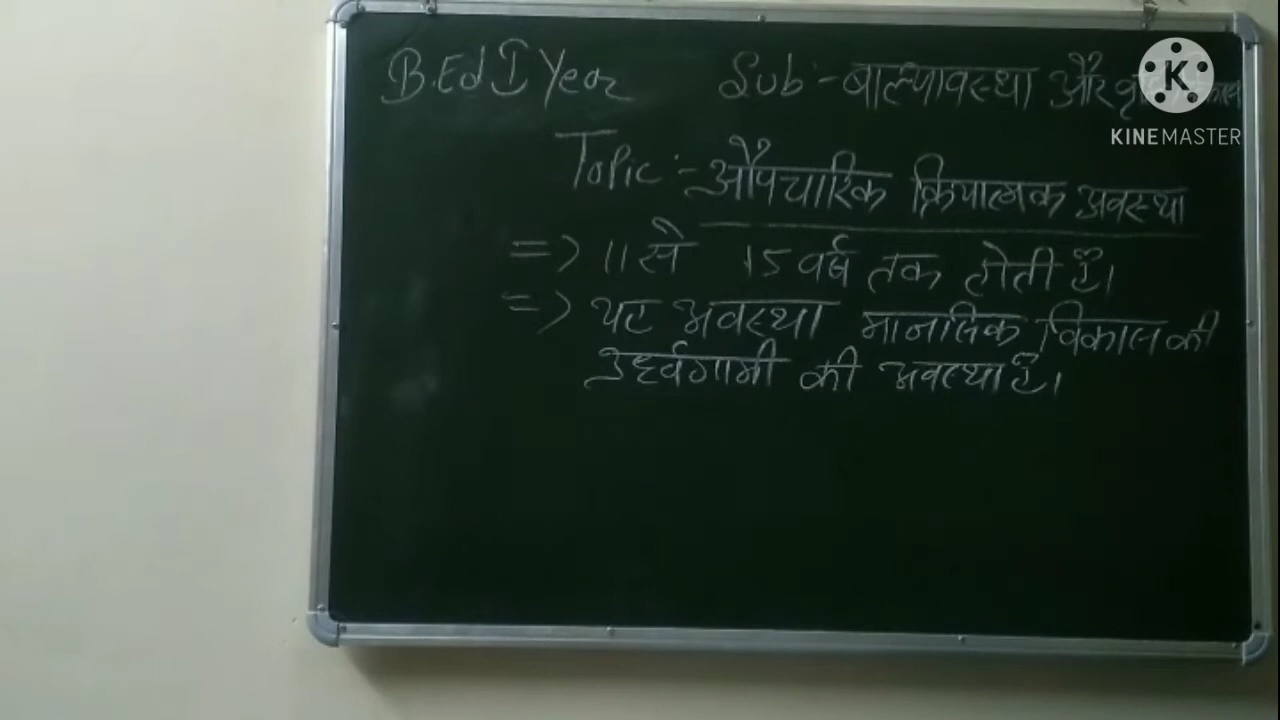 B.Ed I Year Sub:- बाल्यावस्था और
KINEMASTER
Topic:- औपचारिक क्रियात्मक अवस्था
=> 11 से 15 वर्ष तक होती है।
=> यह अवस्था मानसिक विकास की
उर्ध्वगामी की अवस्था है।